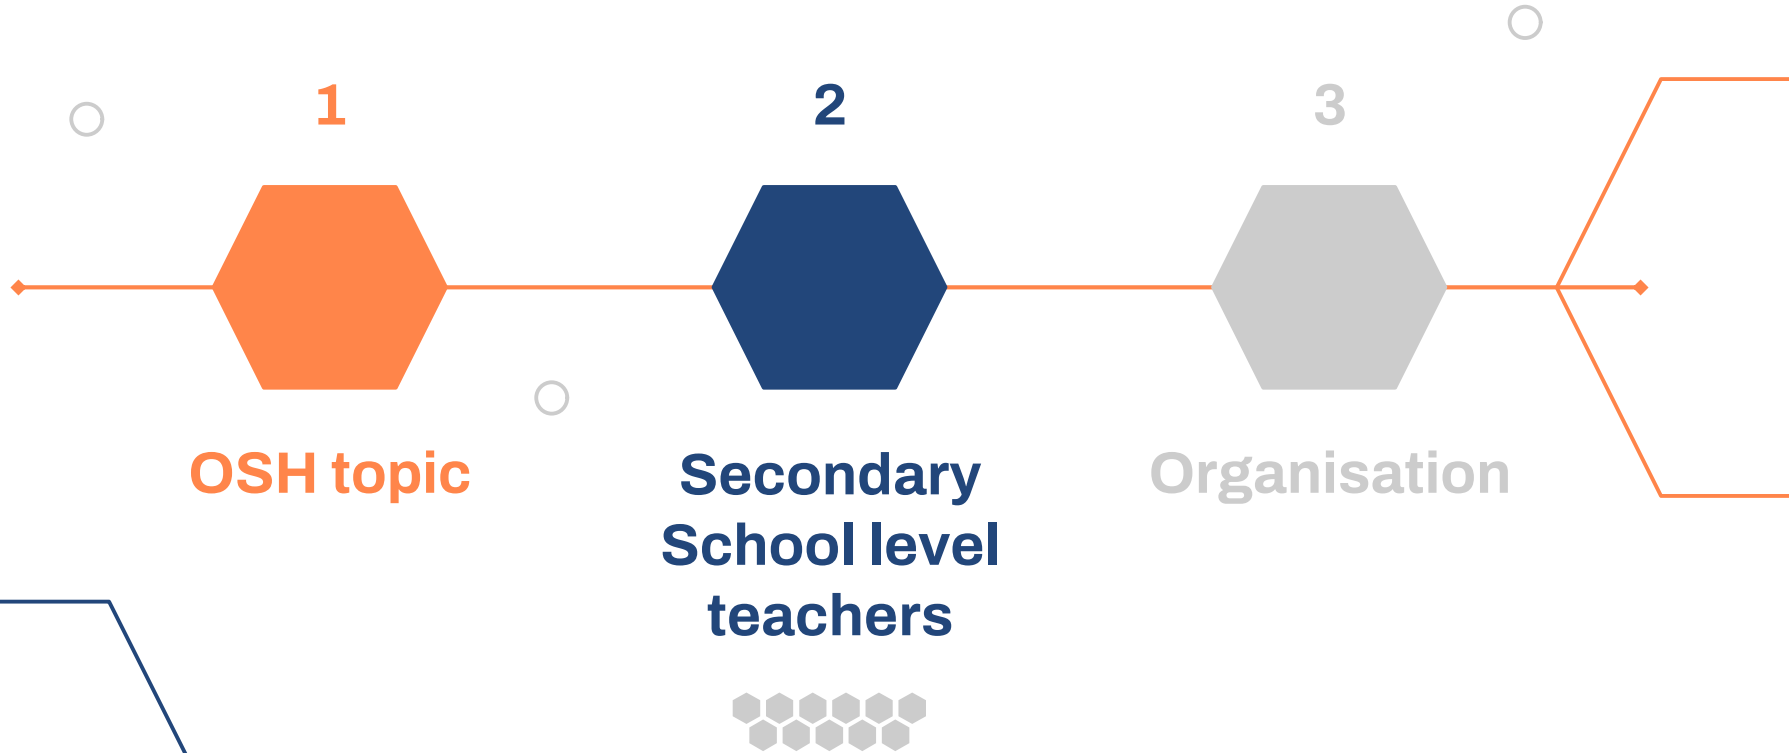 1
2
3
OSH topic
Secondary
School level
teachers
Organisation